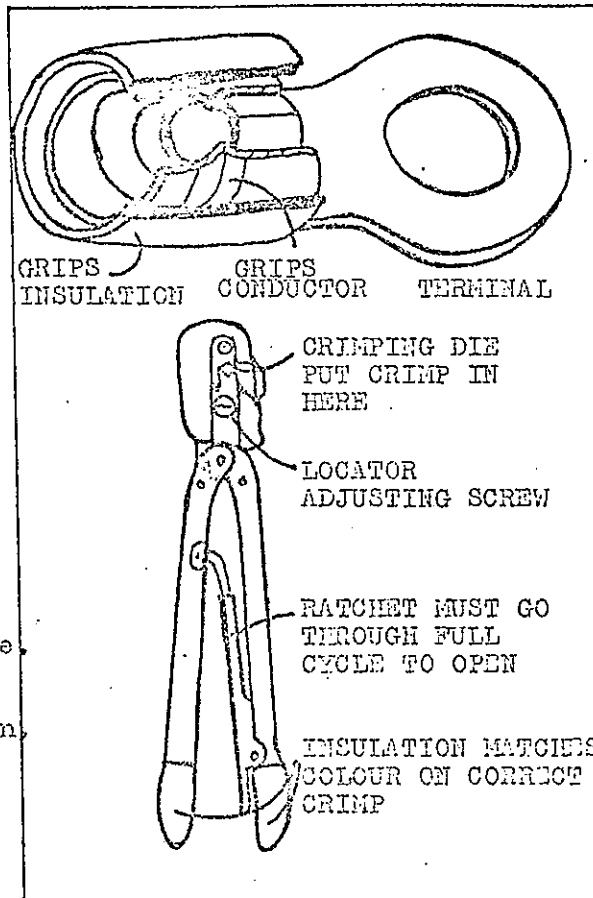 GRIPS INSULATION
GRIPS CONDUCTOR
TERMINAL
CRIMPING DIE
PUT CRIMP IN
HERE
LOCATOR
ADJUSTING SCREW
RATCHET MUST GO
THROUGH FULL
CYCLE TO OPEN
e.
n
INSULATION MATCHES
COLOUR ON CORRECT
CRIMP